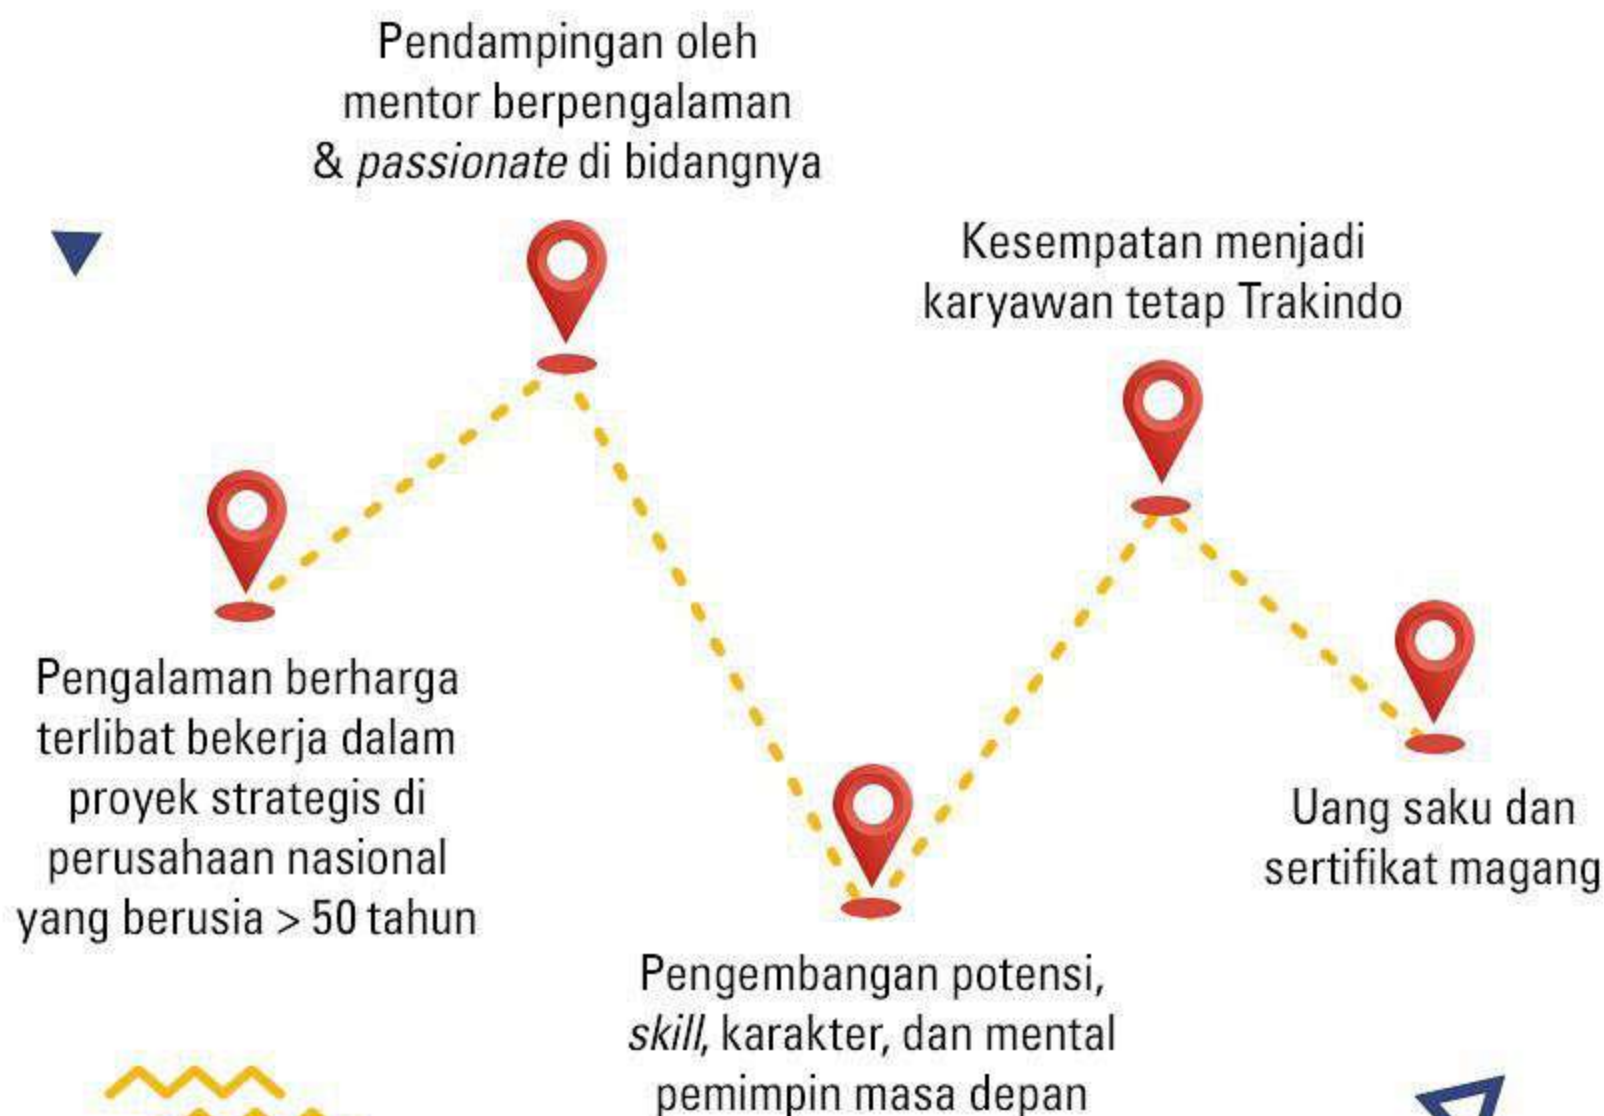 Pendampingan oleh
mentor berpengalaman
& passionate di bidangnya
Kesempatan menjadi
karyawan tetap Trakindo
Pengalaman berharga
terlibat bekerja dalam
proyek strategis di
perusahaan nasional
yang berusia > 50 tahun
Uang saku dan
sertifikat magang
Pengembangan potensi,
skill, karakter, dan mental
pemimpin masa depan